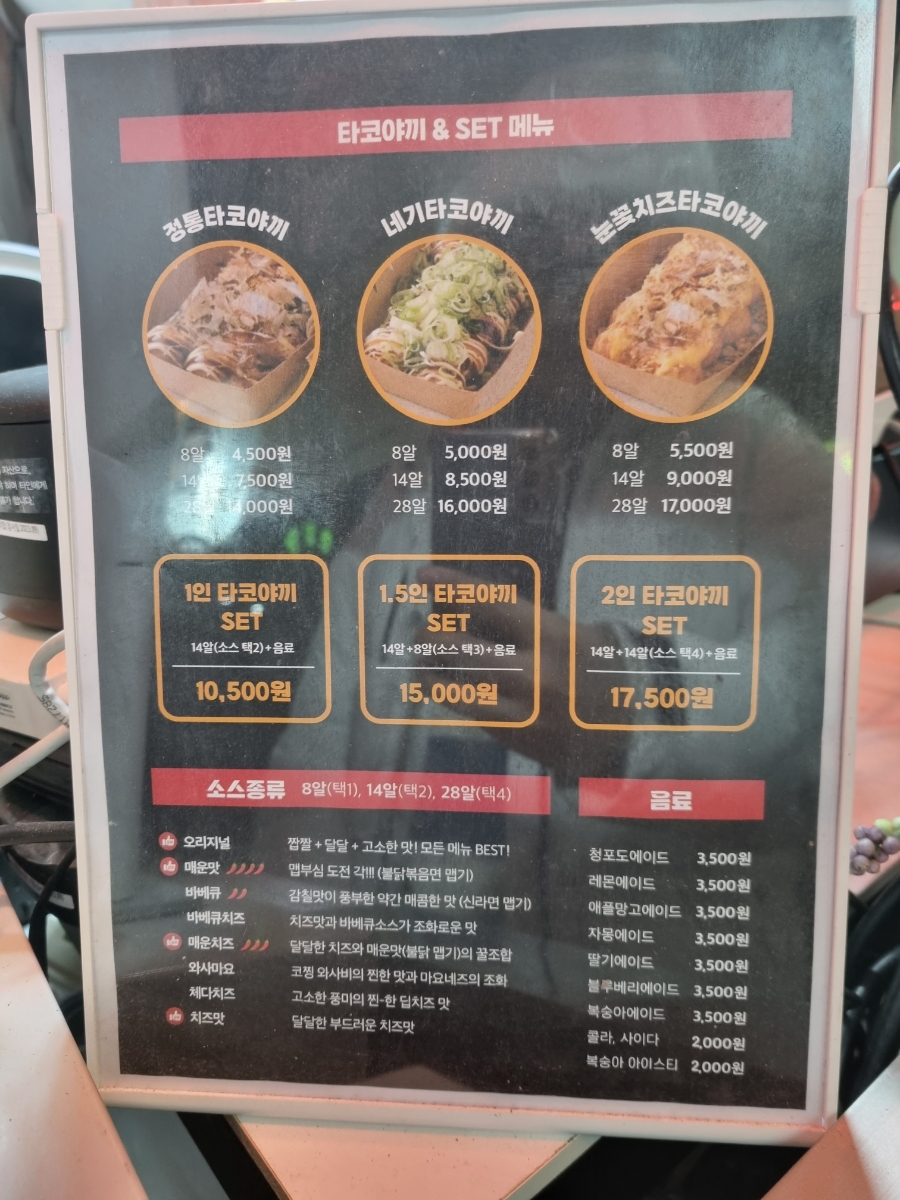 타코야끼 & SET 메뉴
정통타코야끼
네기타코야끼
눈꽃치즈타코야끼
8알 4,500원
14알 7,500원
28알
8알 5,000원
14알 8,500원
28알 16,000원
8알 5,500원
14알 9,000원
28알 17,000원
1인 타코야끼
SET
14알(소스 택2)+음료
10,500원
1.5인 타코야끼
SET
14알+8알(소스 택3)+음료
15,000원
2인 타코야끼
SET
14알+14알(소스 택4)+음료
17,500원
소스종류 8알(택1), 14알(택2), 28알(택4)
오리지널 짭짤 + 달달 + 고소한 맛! 모든 메뉴 BEST!
매운맛 맵부심 도전 각!!! (불닭볶음면 맵기)
바베큐 감칠맛이 풍부한 약간 매콤한 맛 (신라면 맵기)
바베큐치즈 치즈맛과 바베큐소스가 조화로운 맛
매운치즈 달달한 치즈와 매운맛(불닭 맵기)의 꿀조합
와사마요 코찡 와사비의 찐한 맛과 마요네즈의 조화
체다치즈 고소한 풍미의 찐-한 딥치즈 맛
치즈맛 달달한 부드러운 치즈맛
음료
청포도에이드 3,500원
레몬에이드 3,500원
애플망고에이드 3,500원
자몽에이드 3,500원
딸기에이드 3,500원
블루베리에이드 3,500원
복숭아에이드 3,500원
콜라, 사이다 2,000원
복숭아 아이스티 2,000원